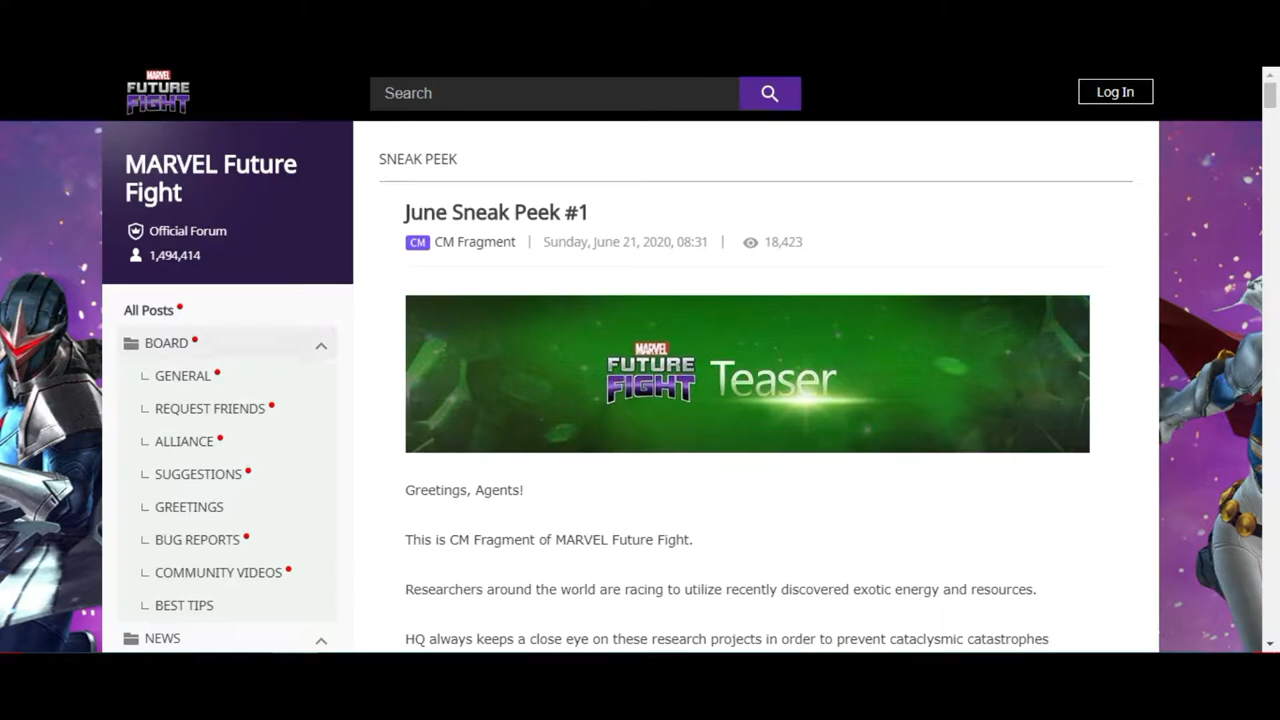 MARVEL
FUTURE
FIGHT
Search
Log In
MARVEL Future
Fight
Official Forum
1,494,414
All Posts
BOARD
GENERAL
REQUEST FRIENDS
ALLIANCE
SUGGESTIONS
GREETINGS
BUG REPORTS
COMMUNITY VIDEOS
BEST TIPS
NEWS
SNEAK PEEK
June Sneak Peek #1
CM CM Fragment | Sunday, June 21, 2020, 08:31 | 18,423
MARVEL
FUTURE
FIGHT Teaser
Greetings, Agents!
This is CM Fragment of MARVEL Future Fight.
Researchers around the world are racing to utilize recently discovered exotic energy and resources.
HQ always keeps a close eye on these research projects in order to prevent cataclysmic catastrophes